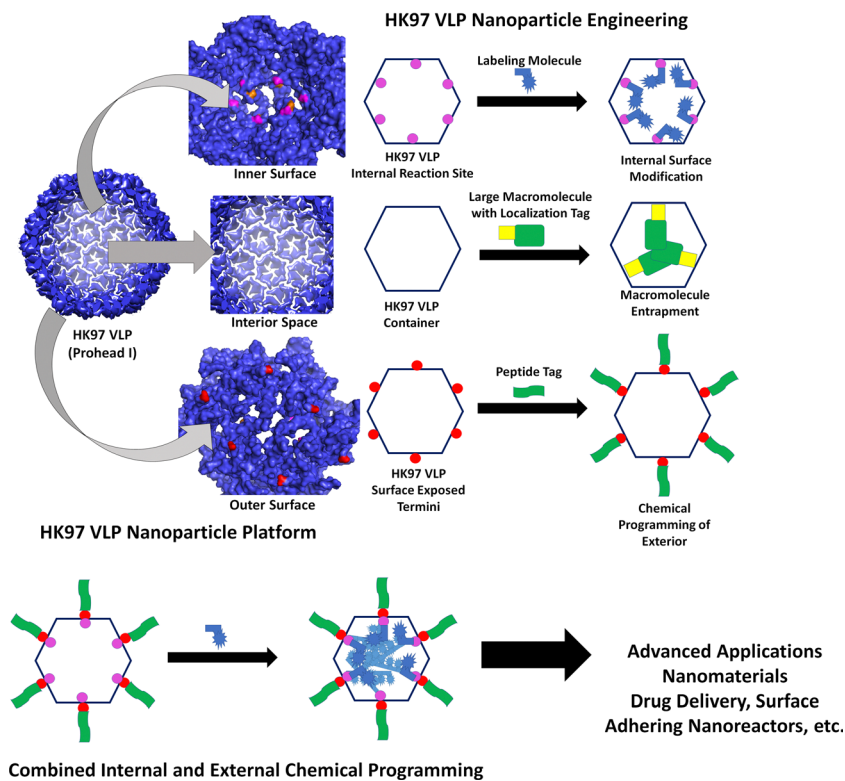 HK97 VLP Nanoparticle Engineering
Inner Surface
HK97 VLP
Internal Reaction Site
Labeling Molecule
Internal Surface
Modification
HK97 VLP
(Prohead I)
Interior Space
HK97 VLP
Container
Large Macromolecule
with Localization Tag
Macromolecule
Entrapment
Outer Surface
HK97 VLP
Surface Exposed
Termini
Peptide Tag
Chemical
Programming of
Exterior
HK97 VLP Nanoparticle Platform
Advanced Applications
Nanomaterials
Drug Delivery, Surface
Adhering Nanoreactors, etc.
Combined Internal and External Chemical Programming